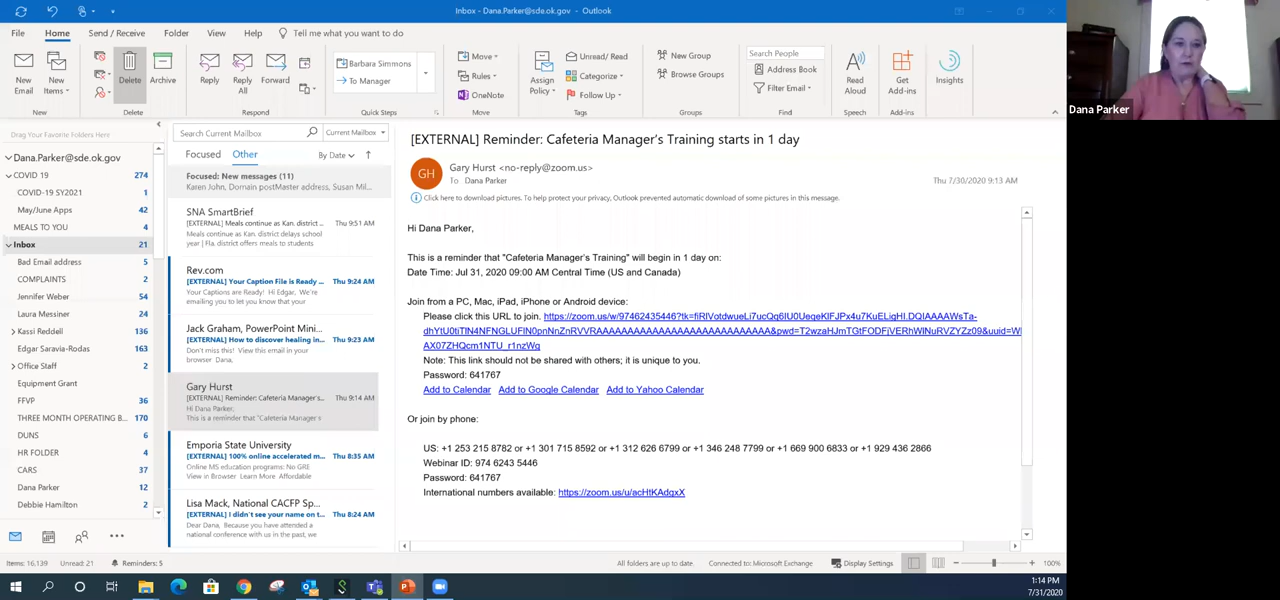 Inbox - Dana.Parker@sde.ok.gov - Outlook
File Home Send / Receive Folder View Help Tell me what you want to do
New Email
New Items
Delete
Archive
Reply
Reply All
Forward
Barbara Simmons
To Manager
Move
Rules
OneNote
Assign Policy
Unread/ Read
Categorize
Follow Up
New Group
Browse Groups
Search People
Address Book
Filter Email
Read Aloud
Get Add-ins
Insights
New Delete Respond Quick Steps Move Tags Groups Find Speech Add-ins
Dana Parker
Drag Your Favorite Folders Here
Dana.Parker@sde.ok.gov
COVID 19 274
COVID-19 SY2021 1
May/June Apps 42
MEALS TO YOU 4
Inbox 21
Bad Email address 5
COMPLAINTS 2
Jennifer Weber 54
Laura Messiner 24
Kassi Reddell 136
Edgar Saravia-Rodas 163
Office Staff 2
Equipment Grant
FFVP 36
THREE MONTH OPERATING B... 170
DUNS 6
HR FOLDER 4
CARS 37
Dana Parker 12
Debbie Hamilton 2
Search Current Mailbox Current Mailbox
Focused Other By Date
Focused: New messages (11)
Karen John, Domain postMaster address, Susan Mil...
SNA SmartBrief
[EXTERNAL] Meals continue as Kan. district ... Thu 9:51 AM
Meals continue as Kan. district delays school
year | Fla. district offers meals to students
Rev.com
[EXTERNAL] Your Caption File is Ready ... Thu 9:24 AM
Your Captions are Ready! Hi Edgar, We're
emailing you to let you know that your
Jack Graham, PowerPoint Mini...
[EXTERNAL] How to discover healing in... Thu 9:23 AM
Don't miss this! View this email in your
browser Dana,
Gary Hurst
[EXTERNAL] Reminder: Cafeteria Manager's... Thu 9:14 AM
Hi Dana Parker,
This is a reminder that "Cafeteria Manager's
Emporia State University
[EXTERNAL] 100% online accelerated m... Thu 8:35 AM
Online MS education programs: No GRE
View in Browser Learn More Affordable
Lisa Mack, National CACFP Sp...
[EXTERNAL] I didn't see your name on t... Thu 8:24 AM
Dear Dana, Because you have attended a
national conference with us in the past, we
[EXTERNAL] Reminder: Cafeteria Manager's Training starts in 1 day
GH
Gary Hurst <no-reply@zoom.us>
To Dana Parker
Thu 7/30/2020 9:13 AM
Click here to download pictures. To help protect your privacy, Outlook prevented automatic download of some pictures in this message.
Hi Dana Parker,
This is a reminder that "Cafeteria Manager's Training" will begin in 1 day on:
Date Time: Jul 31, 2020 09:00 AM Central Time (US and Canada)
Join from a PC, Mac, iPad, iPhone or Android device:
Please click this URL to join.
Note: This link should not be shared with others; it is unique to you.
Password: 641767
Add to Calendar Add to Google Calendar Add to Yahoo Calendar
Or join by phone:
US: +1 253 215 8782 or +1 301 715 8592 or +1 312 626 6799 or +1 346 248 7799 or +1 669 900 6833 or +1 929 436 2866
Webinar ID: 974 6243 5446
Password: 641767
International numbers available: https://zoom.us/u/acHtKAdqxX
Items: 16,139 Unread: 21 Reminders: 5 All folders are up to date. Connected to: Microsoft Exchange Display Settings 100%
1:14 PM
7/31/2020